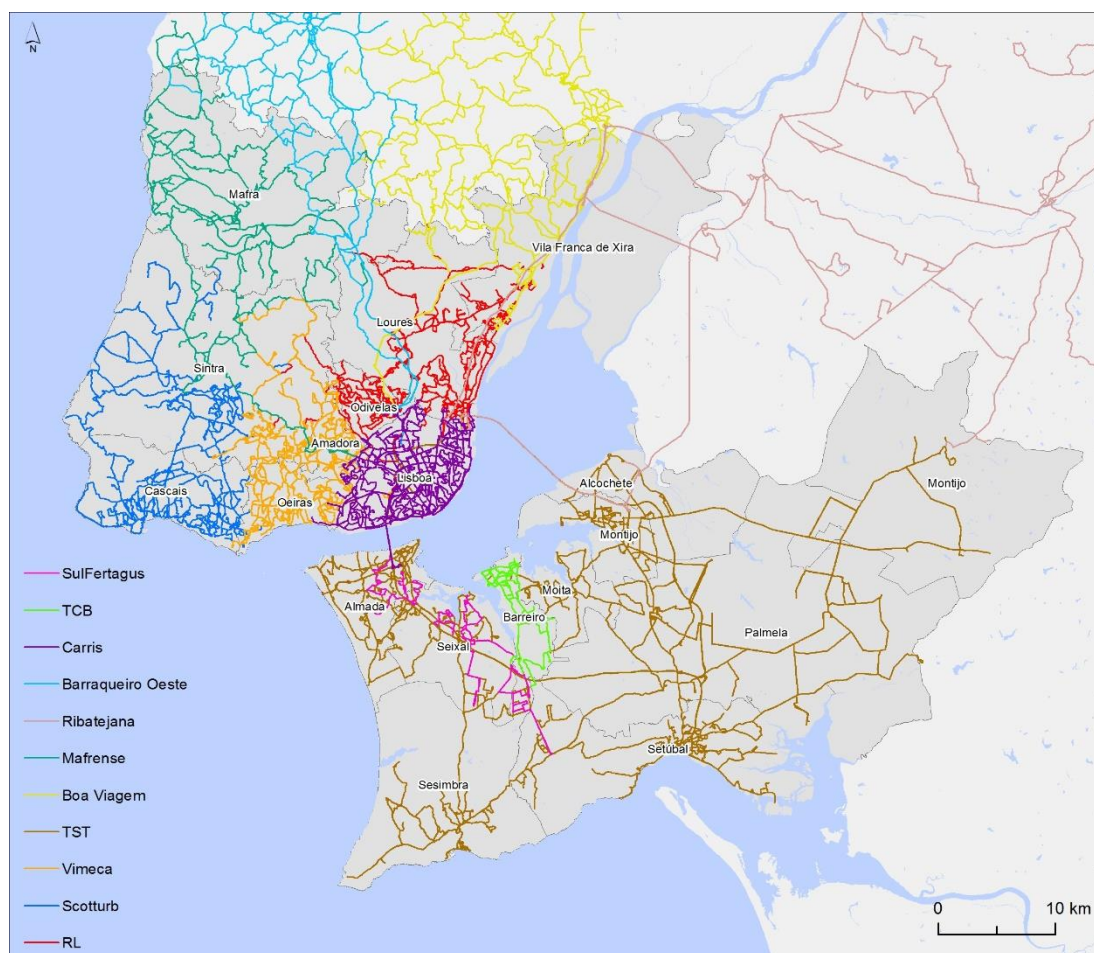 N
Mafra
Vila Franca de Xira
Loures
Sintra
Odivelas
Amadora
Lisboa
Cascais
Oeiras
Alcochete
Montijo
Montijo
SulFertagus
TCB
Moita
Almada
Barreiro
Carris
Palmela
Seixal
Barraqueiro Oeste
Ribatejana
Setúbal
Mafrense
Sesimbra
Boa Viagem
TST
Vimeca
Scotturb
0 10 km
RL